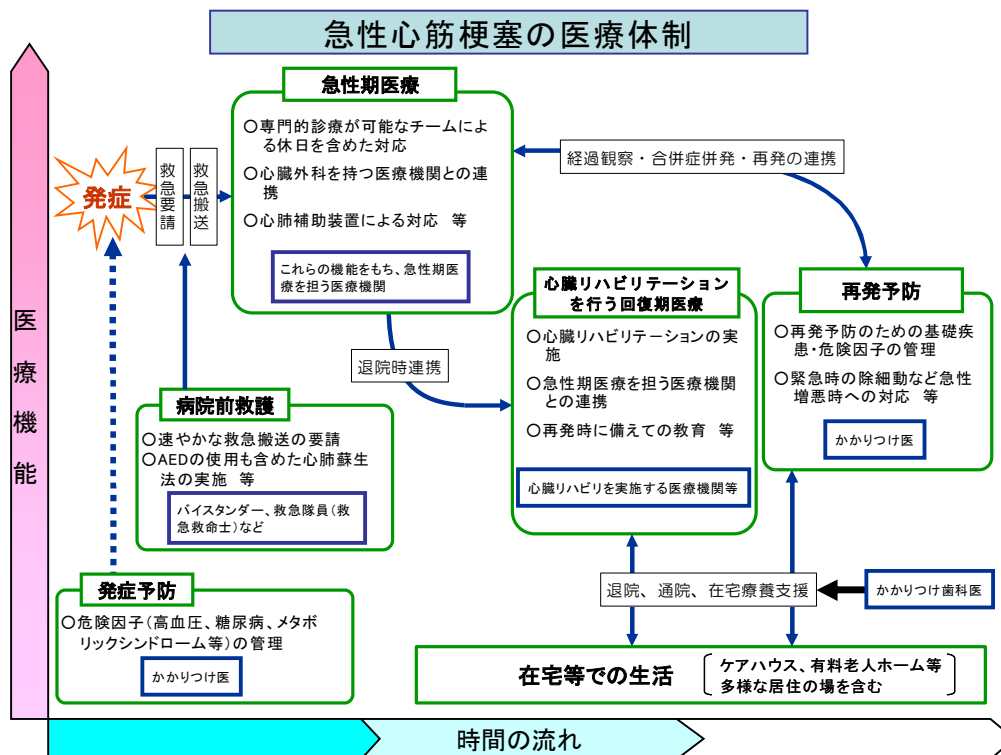 急性心筋梗塞の医療体制
医療機能
急性期医療
○専門的診療が可能なチームによ
る休日を含めた対応
○心臓外科を持つ医療機関との連
携
○心肺補助装置による対応 等
これらの機能をもち、急性期医
療を担う医療機関
発症
救急要請
救急搬送
経過観察・合併症併発・再発の連携
退院時連携
心臓リハビリテーション
を行う回復期医療
○心臓リハビリテーションの実
施
○急性期医療を担う医療機関
との連携
○再発時に備えての教育 等
心臓リハビリを実施する医療機関等
再発予防
○再発予防のための基礎疾
患・危険因子の管理
○緊急時の除細動など急性
増悪時への対応 等
かかりつけ医
病院前救護
○速やかな救急搬送の要請
○AEDの使用も含めた心肺蘇生
法の実施 等
バイスタンダー、救急隊員(救
急救命士)など
発症予防
○危険因子(高血圧、糖尿病、メタボ
リックシンドローム等)の管理
かかりつけ医
退院、通院、在宅療養支援
かかりつけ歯科医
在宅等での生活
ケアハウス、有料老人ホーム等
多様な居住の場を含む
時間の流れ